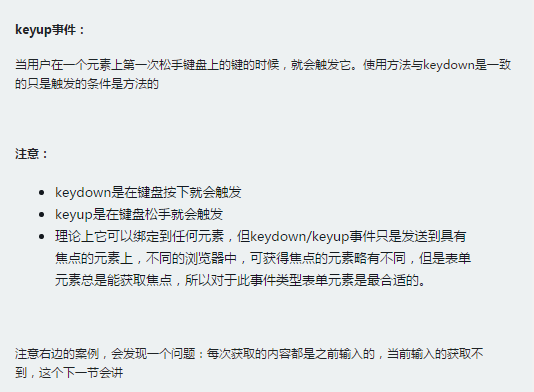 keyup事件：
当用户在一个元素上第一次松手键盘上的键的时候，就会触发它。使用方法与keydown是一致
的只是触发的条件是方法的
注意：
keydown是在键盘按下就会触发
keyup是在键盘松手就会触发
理论上它可以绑定到任何元素，但keydown/keyup事件只是发送到具有
焦点的元素上，不同的浏览器中，可获得焦点的元素略有不同，但是表单
元素总是能获取焦点，所以对于此事件类型表单元素是最合适的。
注意右边的案例，会发现一个问题：每次获取的内容都是之前输入的，当前输入的获取不
到，这个下一节会讲